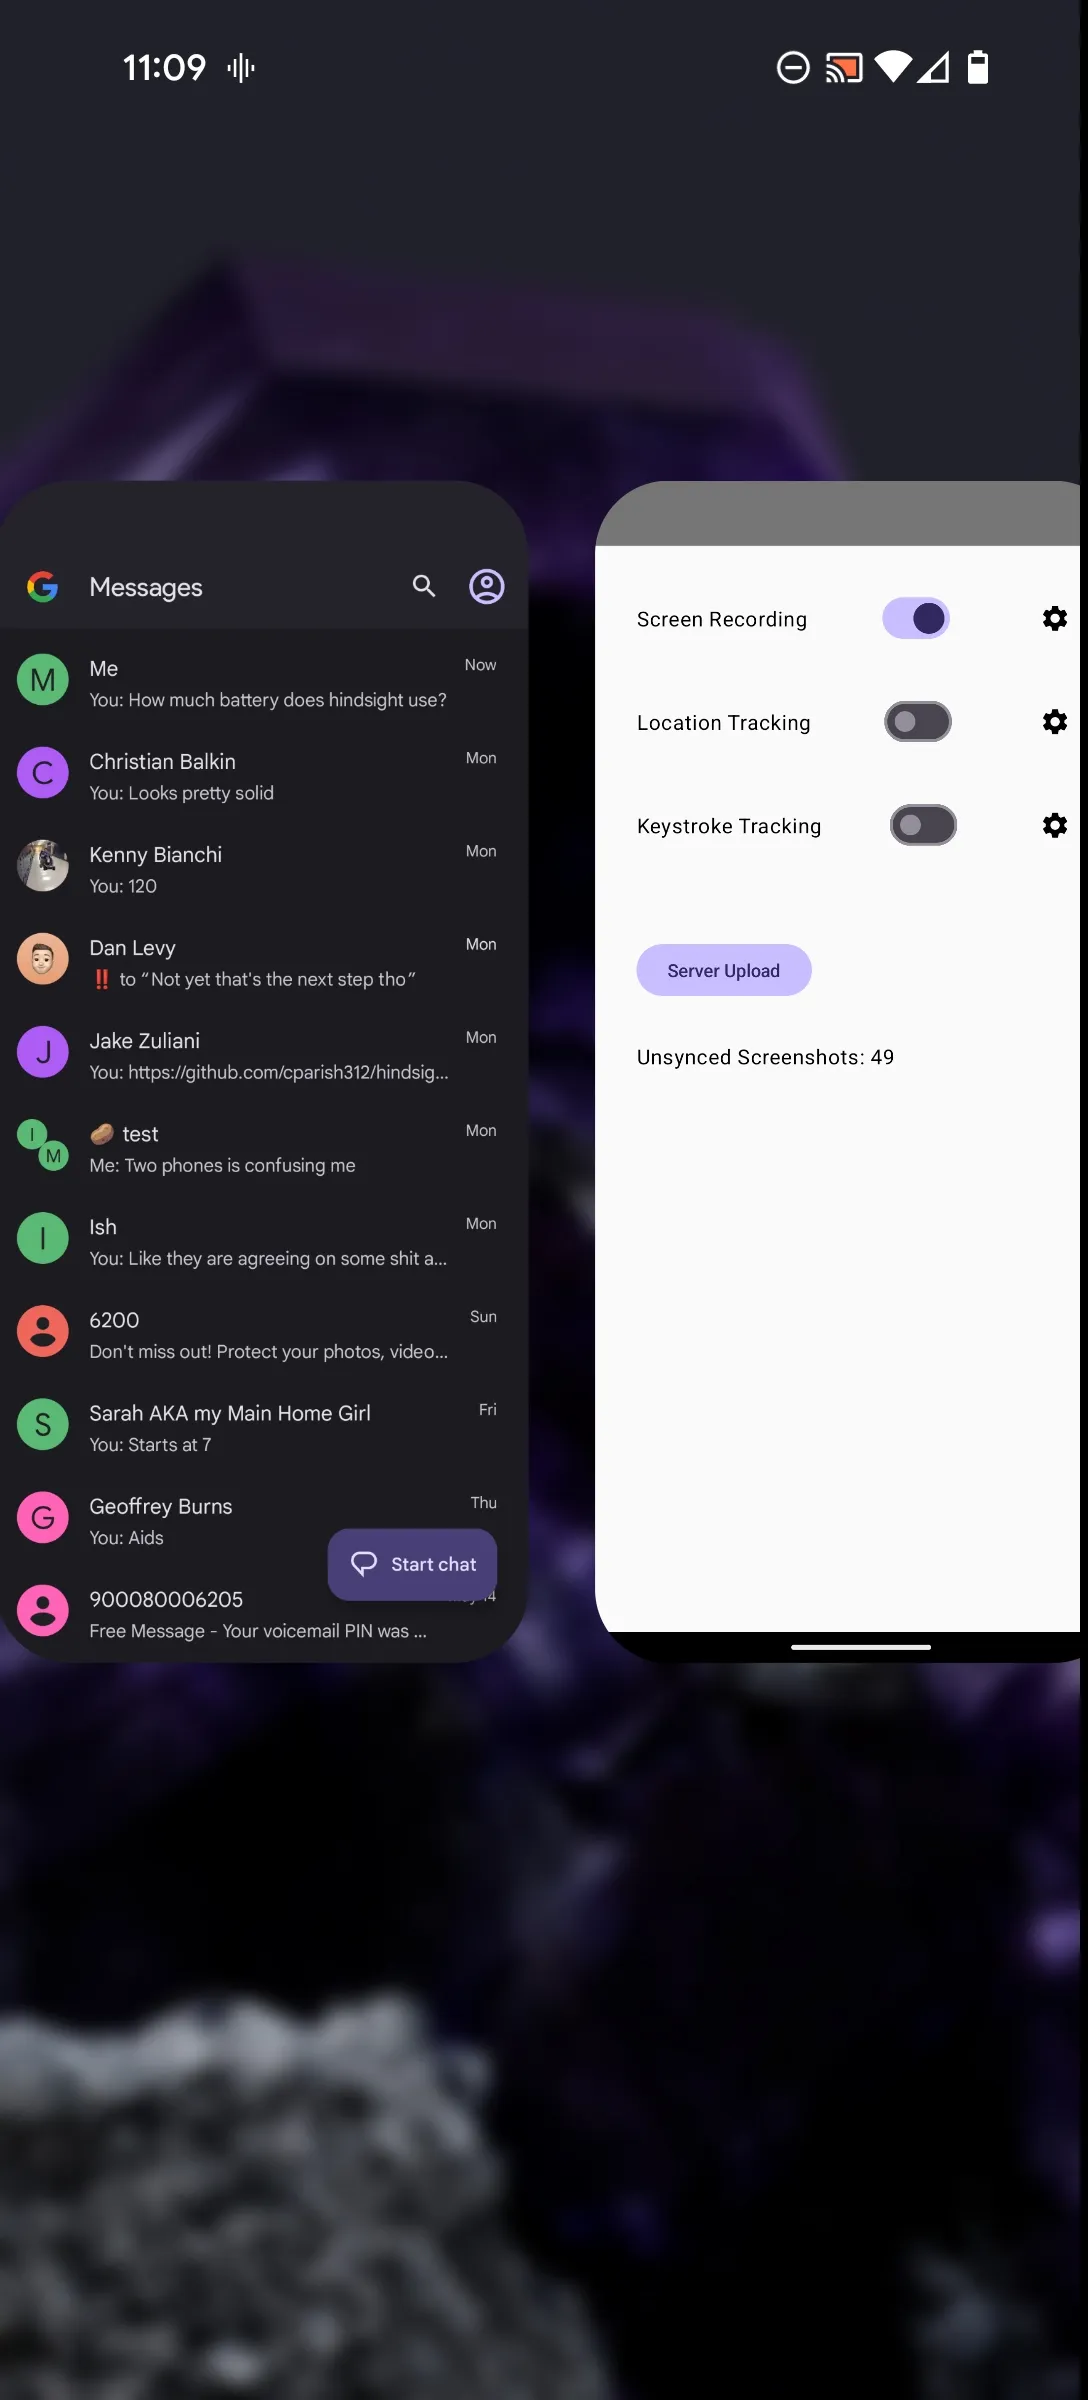 11:09
Messages
Me
Now
You: How much battery does hindsight use?
Christian Balkin
Mon
You: Looks pretty solid
Kenny Bianchi
Mon
You: 120
Dan Levy
Mon
‼️ to “Not yet that's the next step tho”
Jake Zuliani
Mon
You: https://github.com/cparish312/hindsig...
🥔 test
Mon
Me: Two phones is confusing me
Ish
Mon
You: Like they are agreeing on some shit a...
6200
Sun
Don't miss out! Protect your photos, video...
Sarah AKA my Main Home Girl
Fri
You: Starts at 7
Geoffrey Burns
Thu
You: Aids
Start chat
900080006205
Free Message - Your voicemail PIN was ...
M
C
J
I
M
I
S
G
Screen Recording
Location Tracking
Keystroke Tracking
Server Upload
Unsynced Screenshots: 49